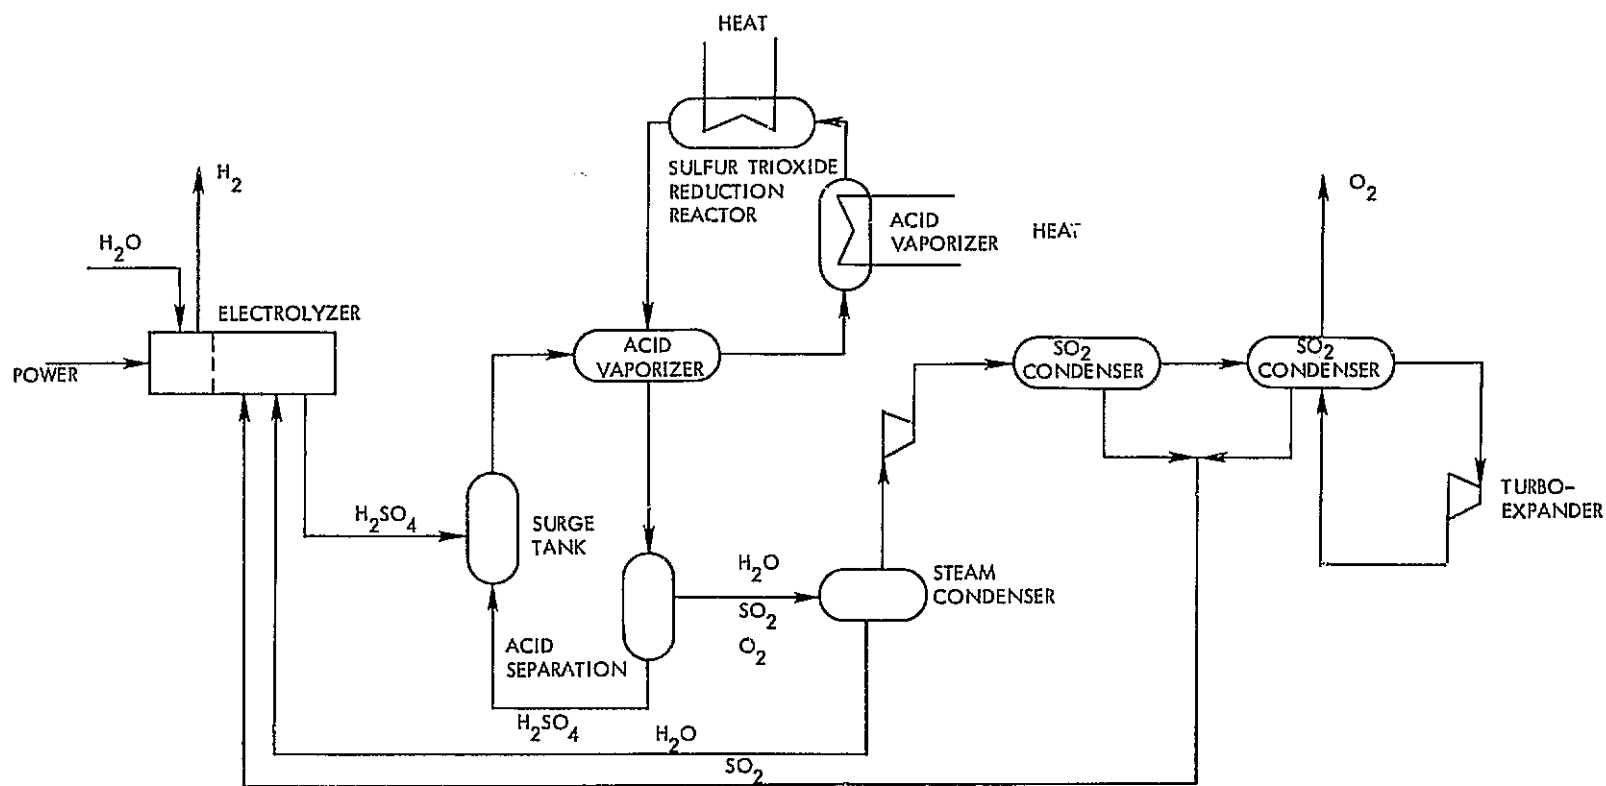 HEAT
SULFUR TRIOXIDE
REDUCTION
REACTOR
H2
O2
ACID
VAPORIZER
HEAT
H2O
ELECTROLYZER
POWER
ACID
VAPORIZER
SO2
CONDENSER
SO2
CONDENSER
TURBO-
EXPANDER
H2SO4
SURGE
TANK
H2O
SO2
O2
STEAM
CONDENSER
ACID
SEPARATION
H2SO4
H2O
SO2